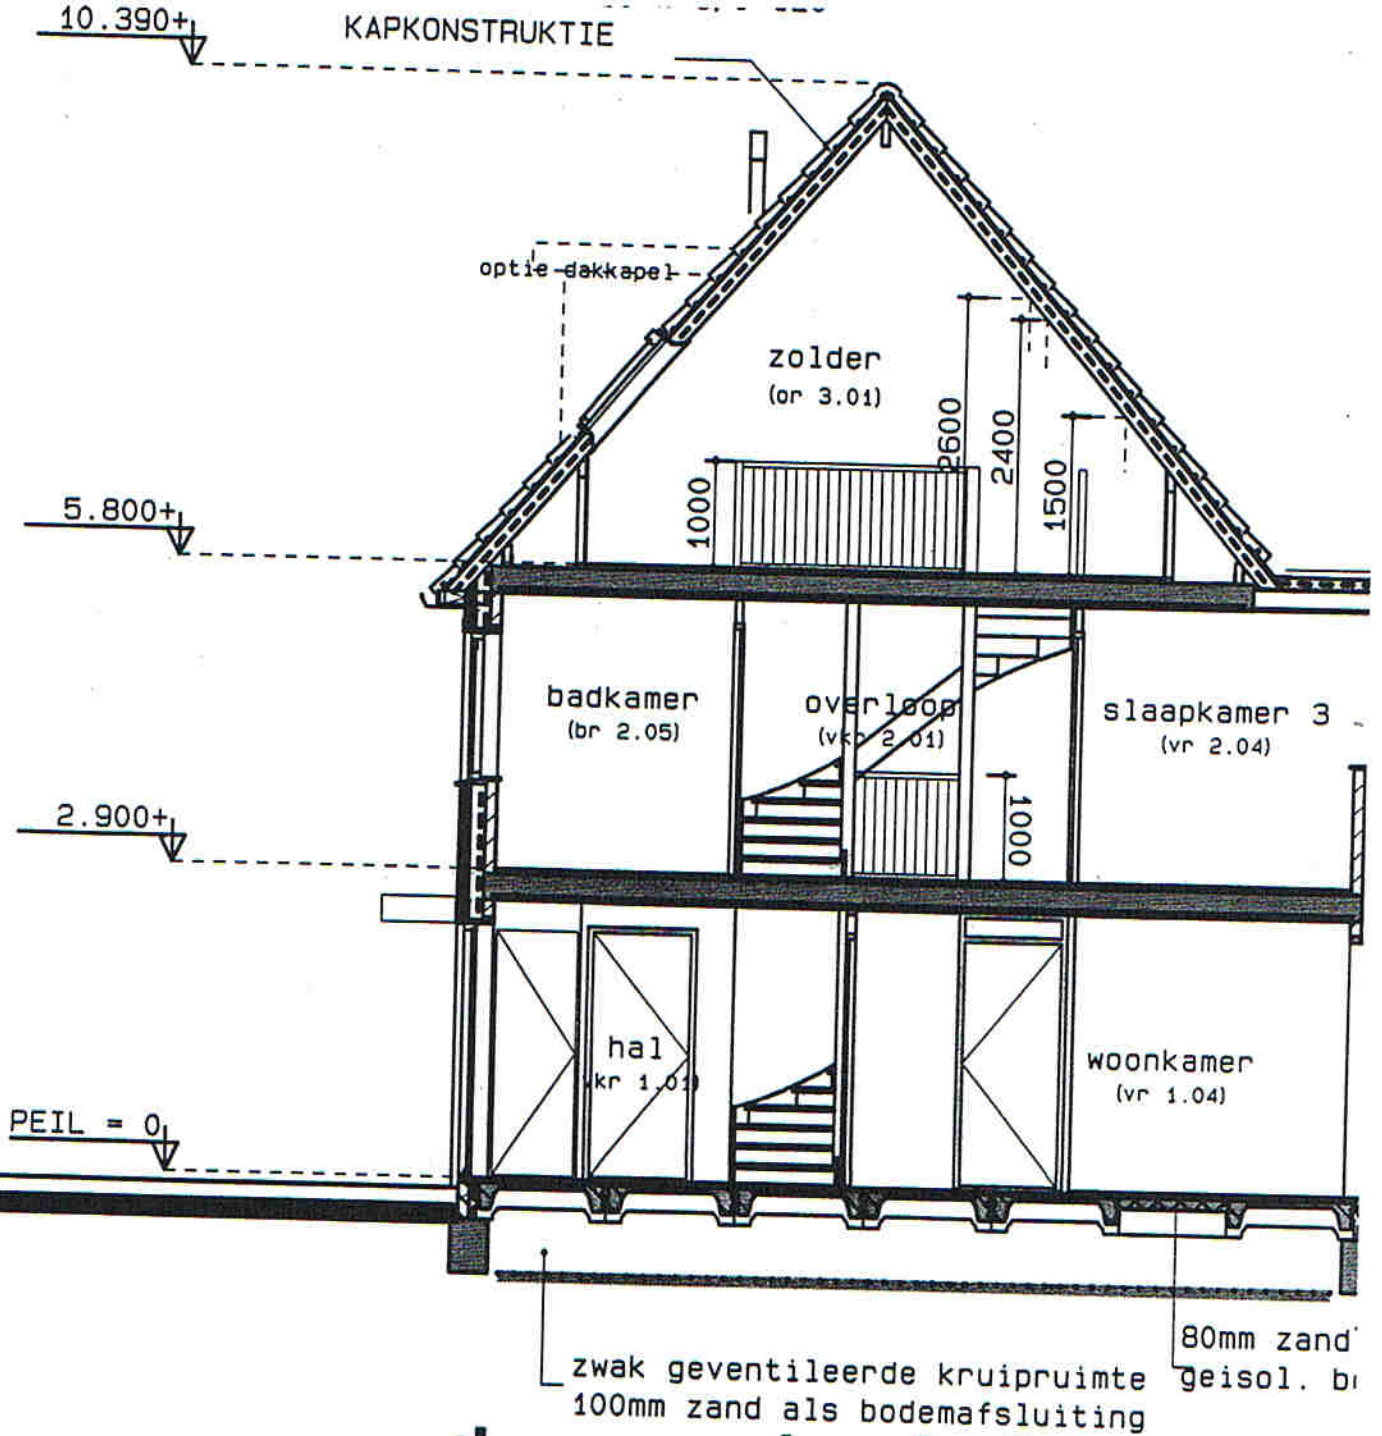 10.390+
KAPKONSTRUKTIE
optie dakkapel
zolder
(or 3.01)
2600
2400
1500
1000
5.800+
badkamer
(br 2.05)
overloop
(vkr 2.01)
slaapkamer 3
(vr 2.04)
2.900+
1000
hal
kr 1.01)
woonkamer
(vr 1.04)
PEIL = 0
80mm zand
geisol.
zwak geventileerde kruipruimte
100mm zand als bodemafsluiting